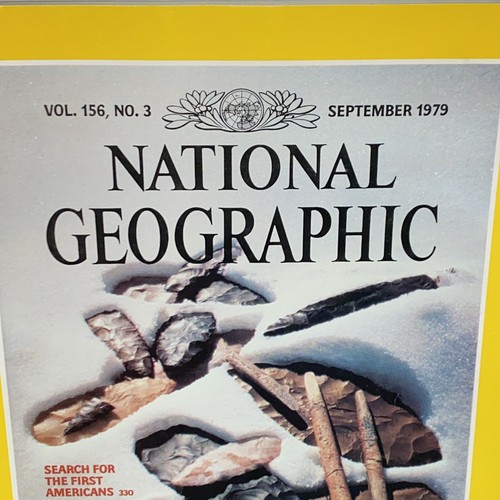 VOL. 156, NO. 3 SEPTEMBER 1979
NATIONAL
GEOGRAPHIC
SEARCH FOR
THE FIRST
AMERICANS 330